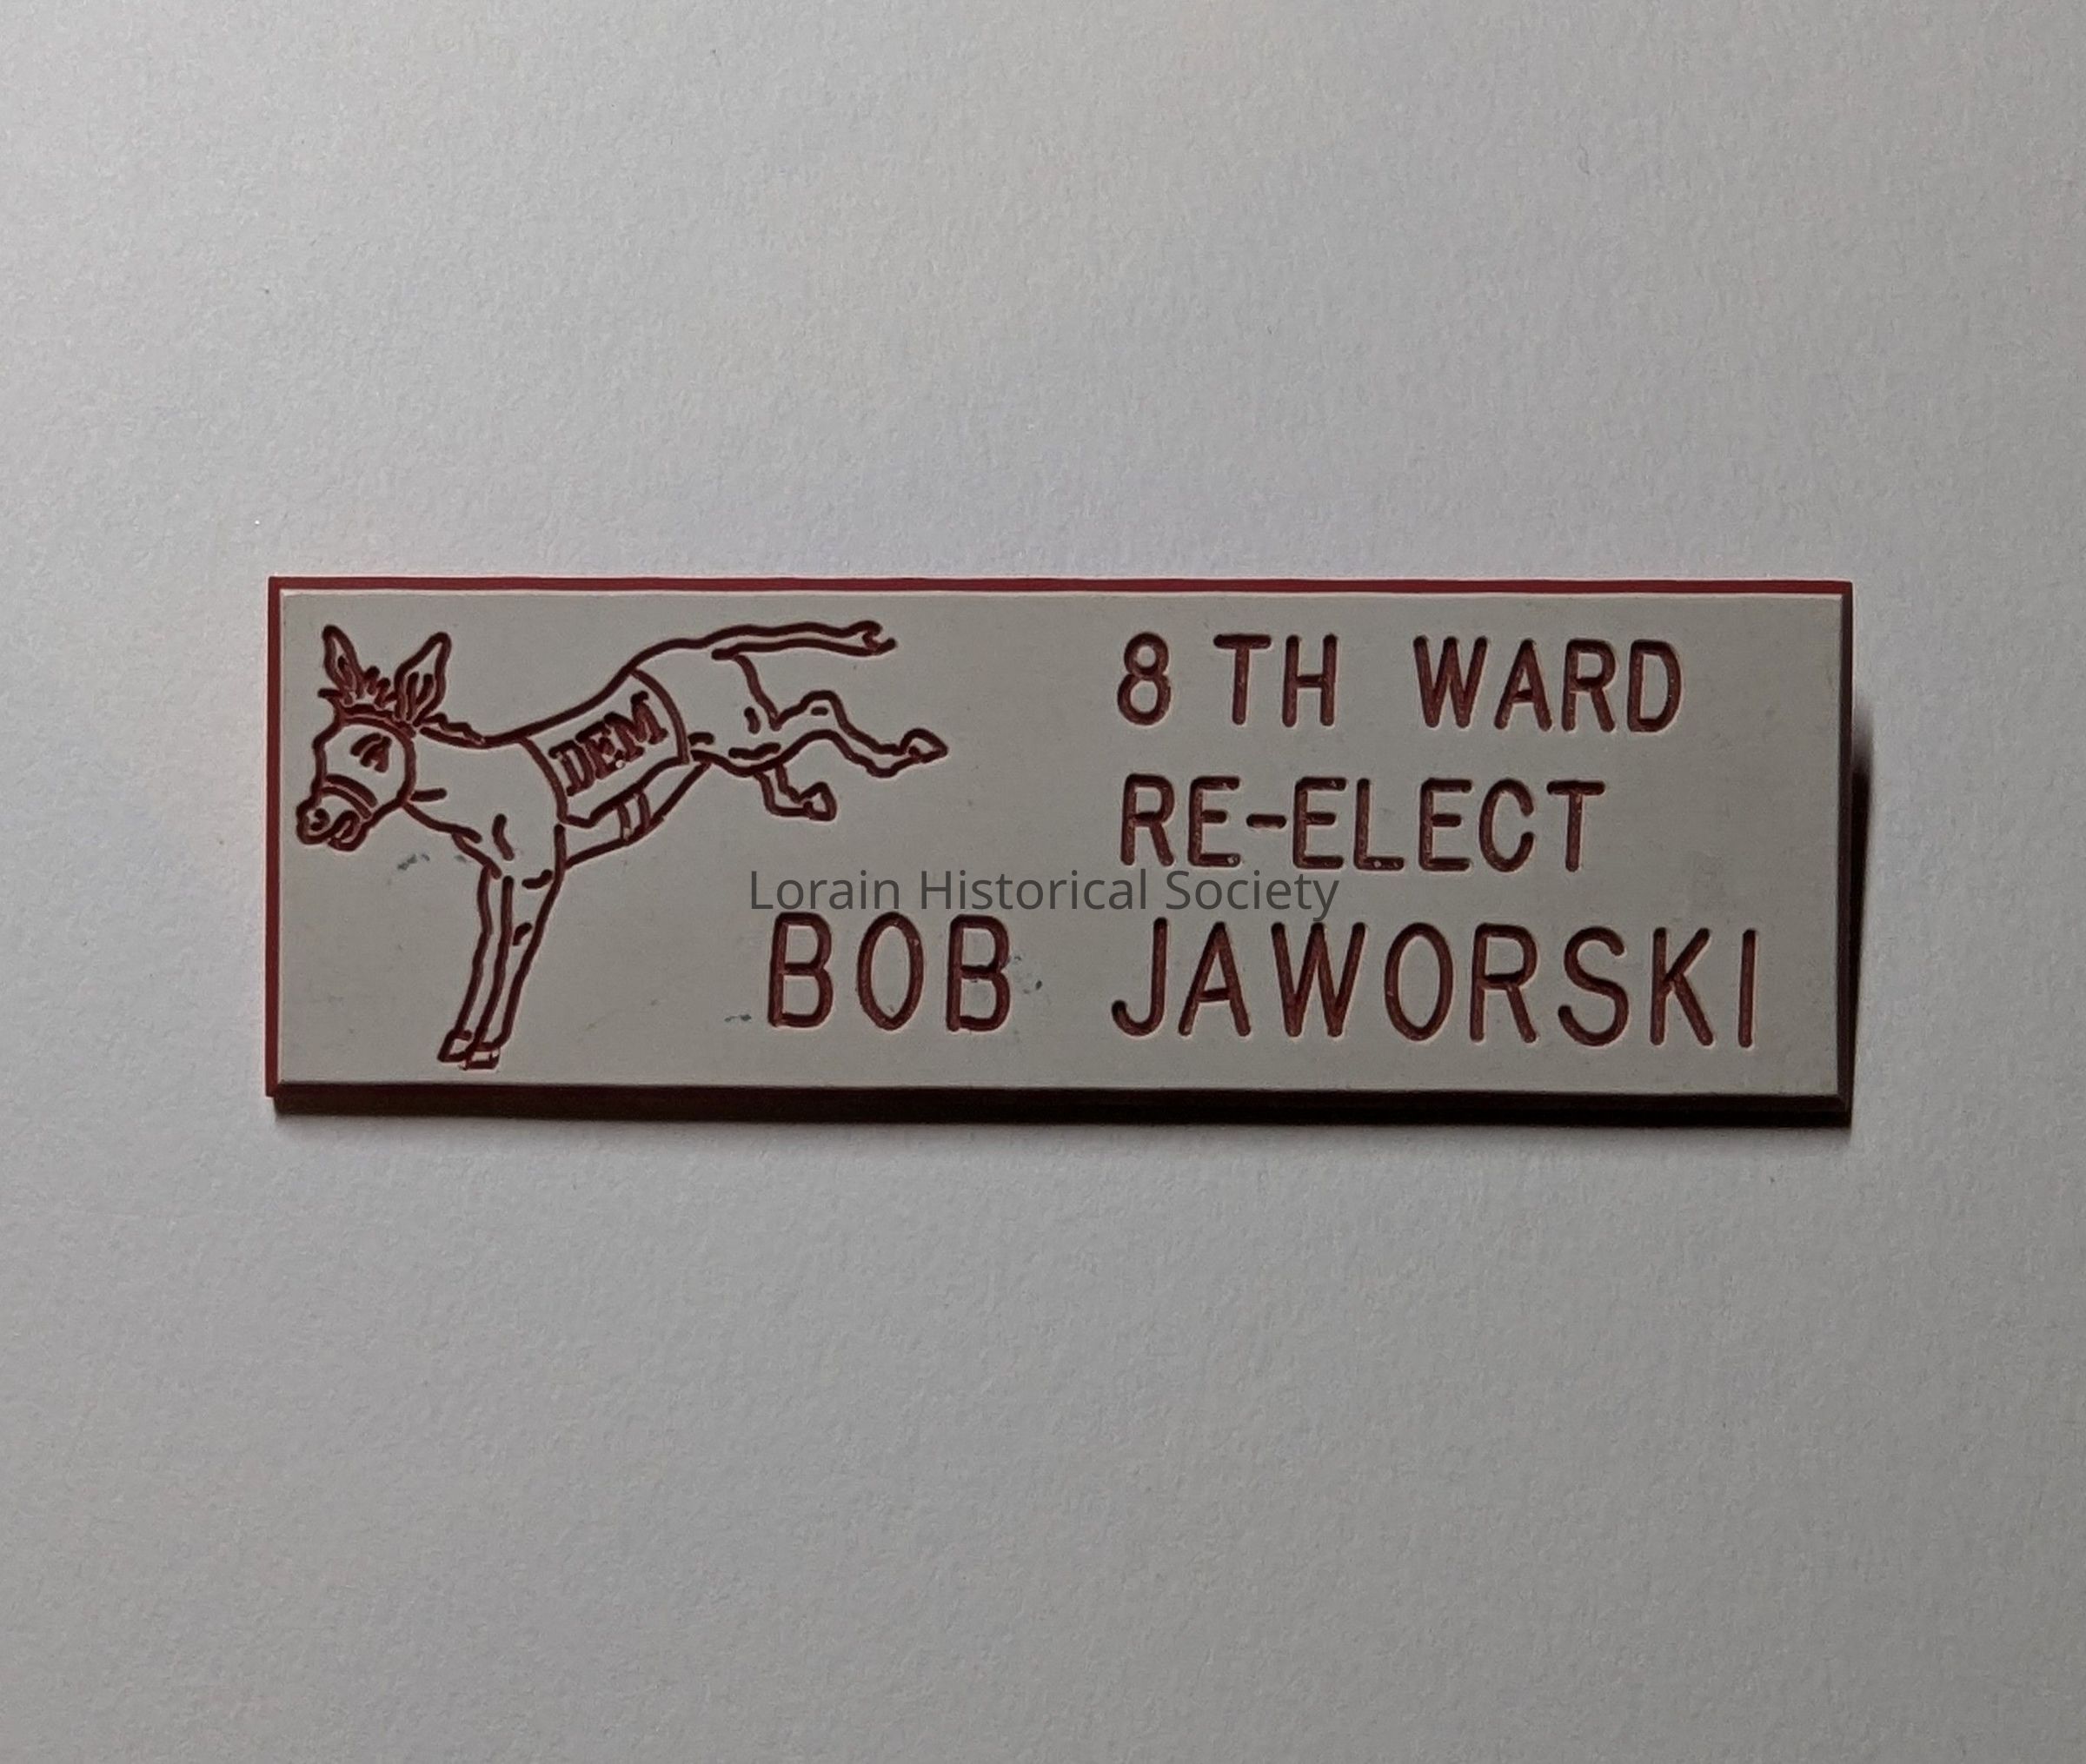 DEM
8 TH WARD
RE-ELECT
Lorain Historical Society
BOB JAWORSKI